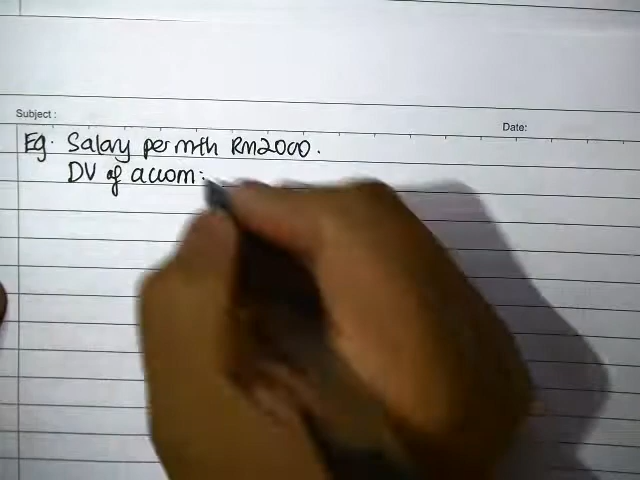 Subject :
Date:
Eg. Salary per mth RM2000.
DV of accom: